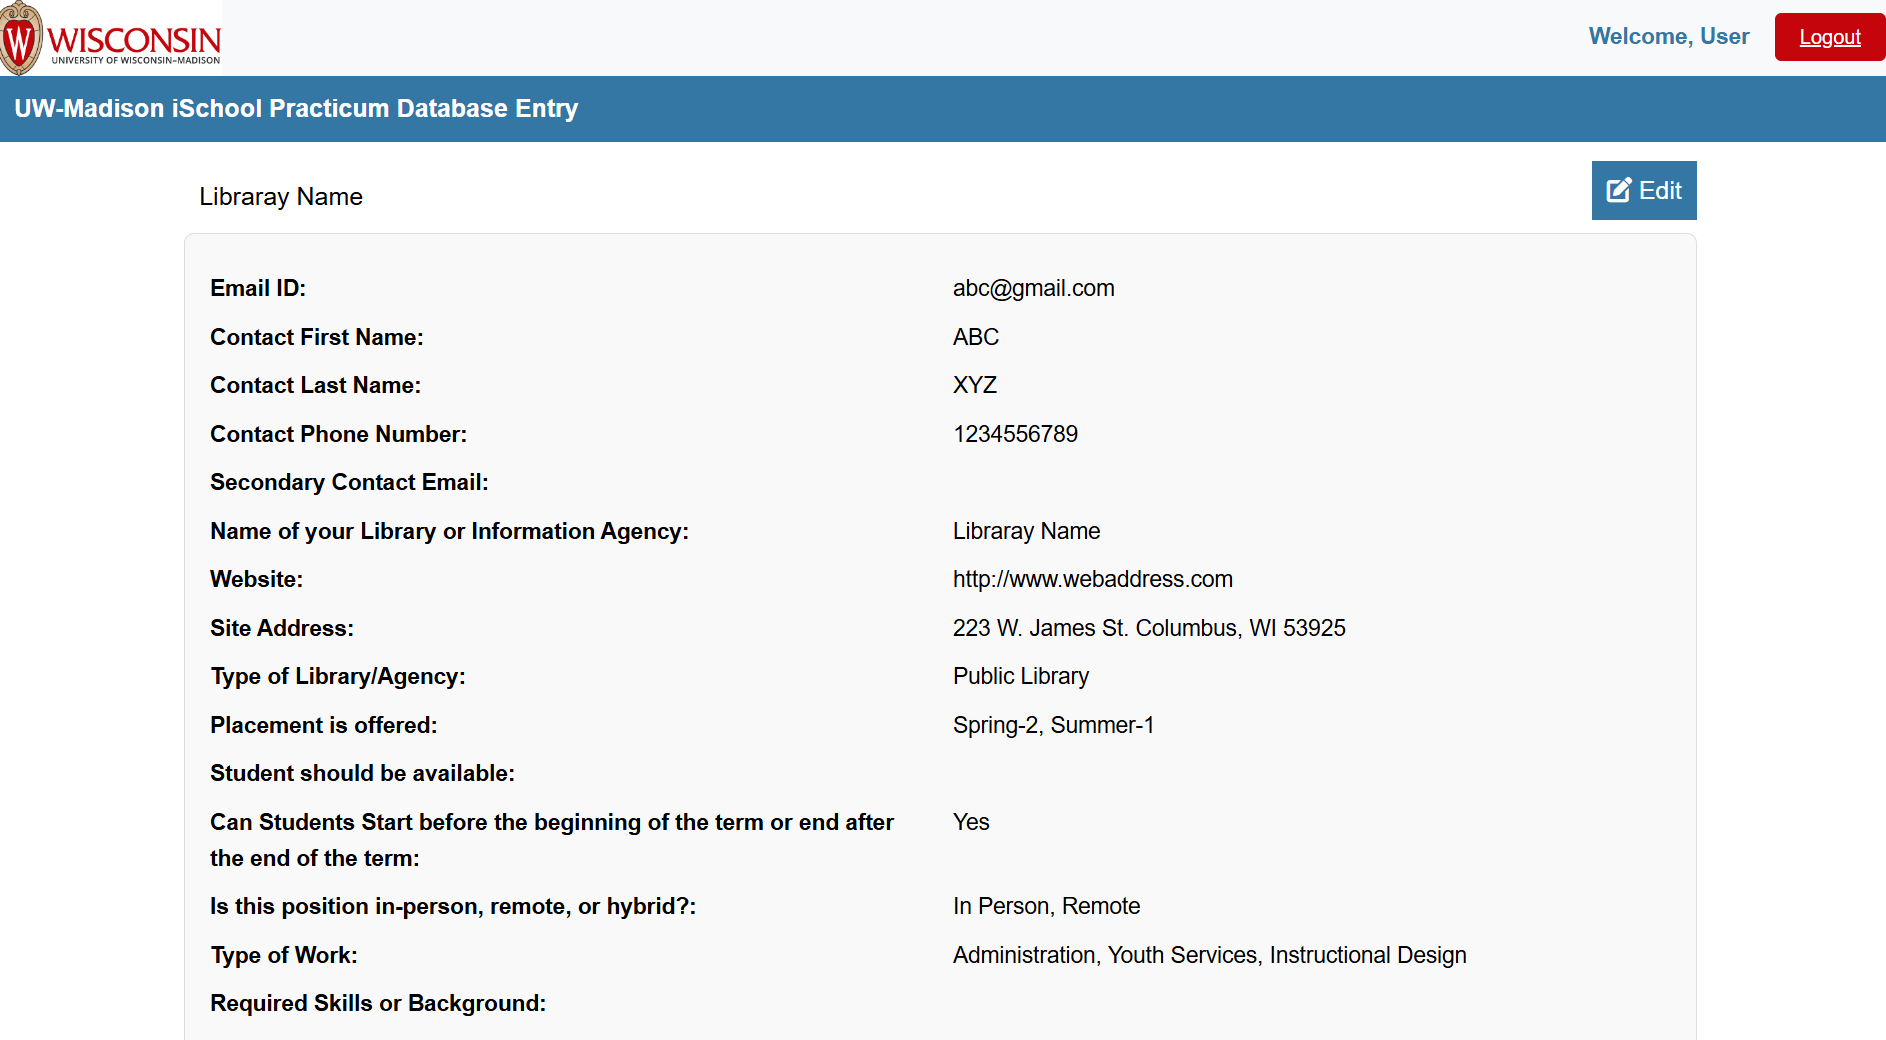 W WISCONSIN
UNIVERSITY OF WISCONSIN–MADISON
Welcome, User
Logout
UW-Madison iSchool Practicum Database Entry
Libraray Name
Edit
Email ID: abc@gmail.com
Contact First Name: ABC
Contact Last Name: XYZ
Contact Phone Number: 1234556789
Secondary Contact Email:
Name of your Library or Information Agency: Libraray Name
Website: http://www.webaddress.com
Site Address: 223 W. James St. Columbus, WI 53925
Type of Library/Agency: Public Library
Placement is offered: Spring-2, Summer-1
Student should be available:
Can Students Start before the beginning of the term or end after Yes
the end of the term:
Is this position in-person, remote, or hybrid?: In Person, Remote
Type of Work: Administration, Youth Services, Instructional Design
Required Skills or Background: